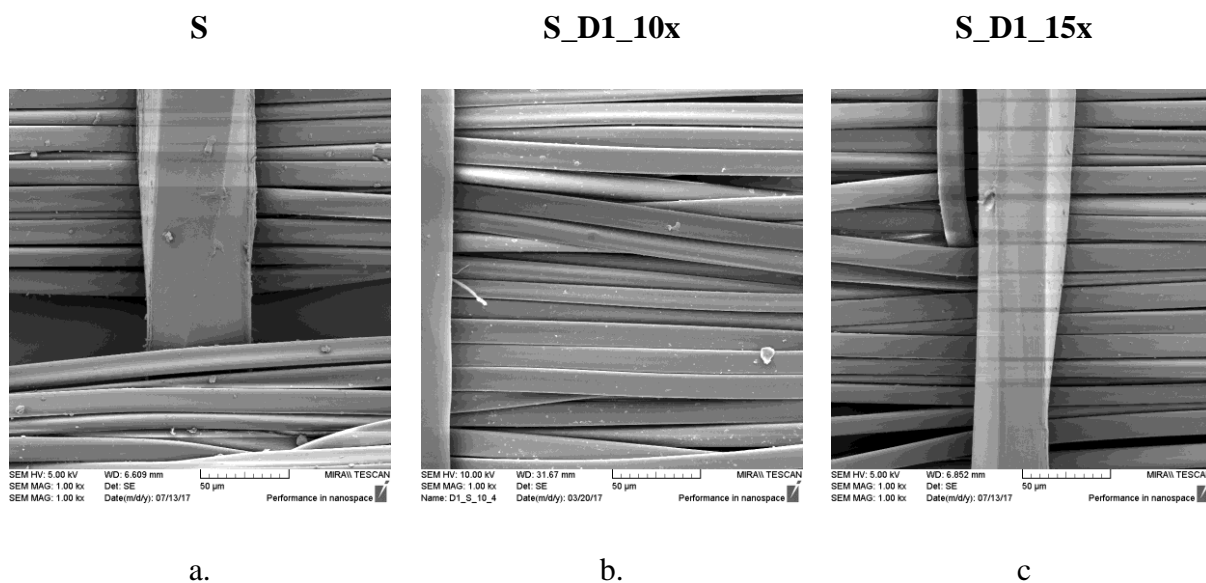 S
S_D1_10x
S_D1_15x
SEM HV: 5.00 kV WD: 6.609 mm MIRA\\ TESCAN
SEM MAG: 1.00 kx Det: SE 50 µm
SEM MAG: 1.00 kx Date(m/d/y): 07/13/17 Performance in nanospace
SEM HV: 10.00 kV WD: 31.67 mm MIRA\\ TESCAN
SEM MAG: 1.00 kx Det: SE 50 µm
Name: D1_S_10_4 Date(m/d/y): 03/20/17 Performance in nanospace
SEM HV: 5.00 kV WD: 6.852 mm MIRA\\ TESCAN
SEM MAG: 1.00 kx Det: SE 50 µm
SEM MAG: 1.00 kx Date(m/d/y): 07/13/17 Performance in nanospace
a.
b.
c